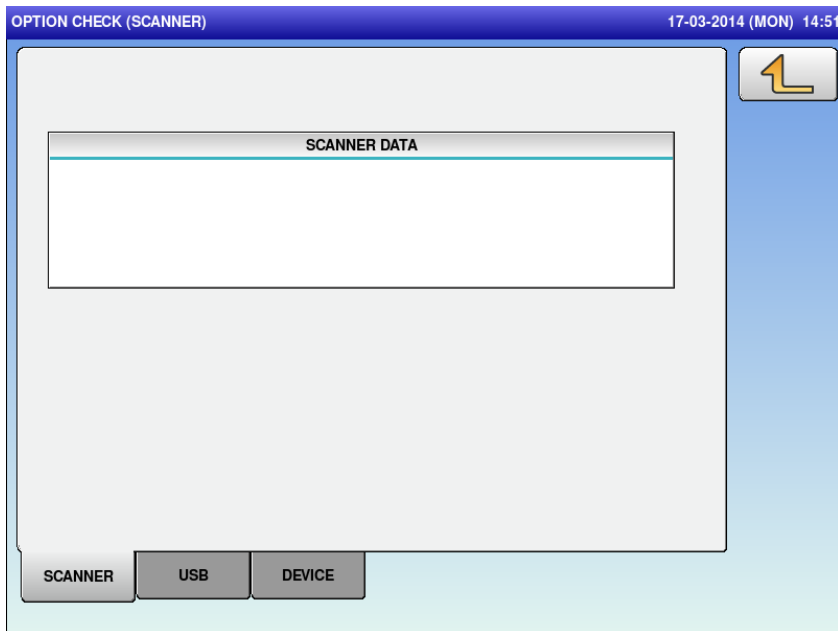 OPTION CHECK (SCANNER) 17-03-2014 (MON) 14:51
SCANNER DATA
SCANNER USB DEVICE